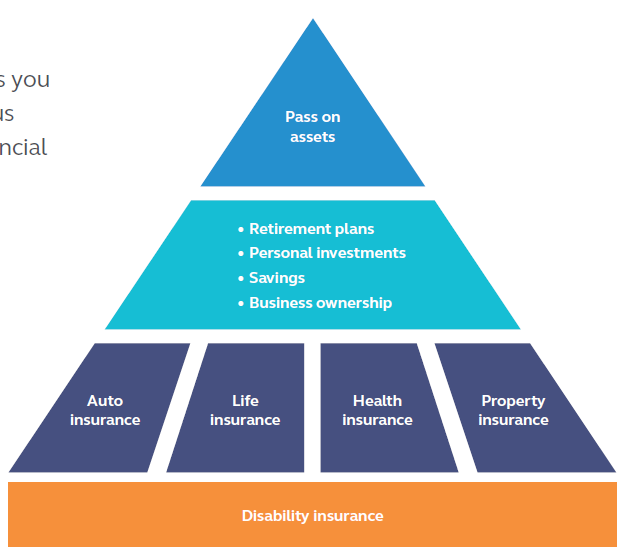 s you
us
ncial
Pass on
assets
• Retirement plans
• Personal investments
• Savings
• Business ownership
Auto
insurance
Life
insurance
Health
insurance
Property
insurance
Disability insurance